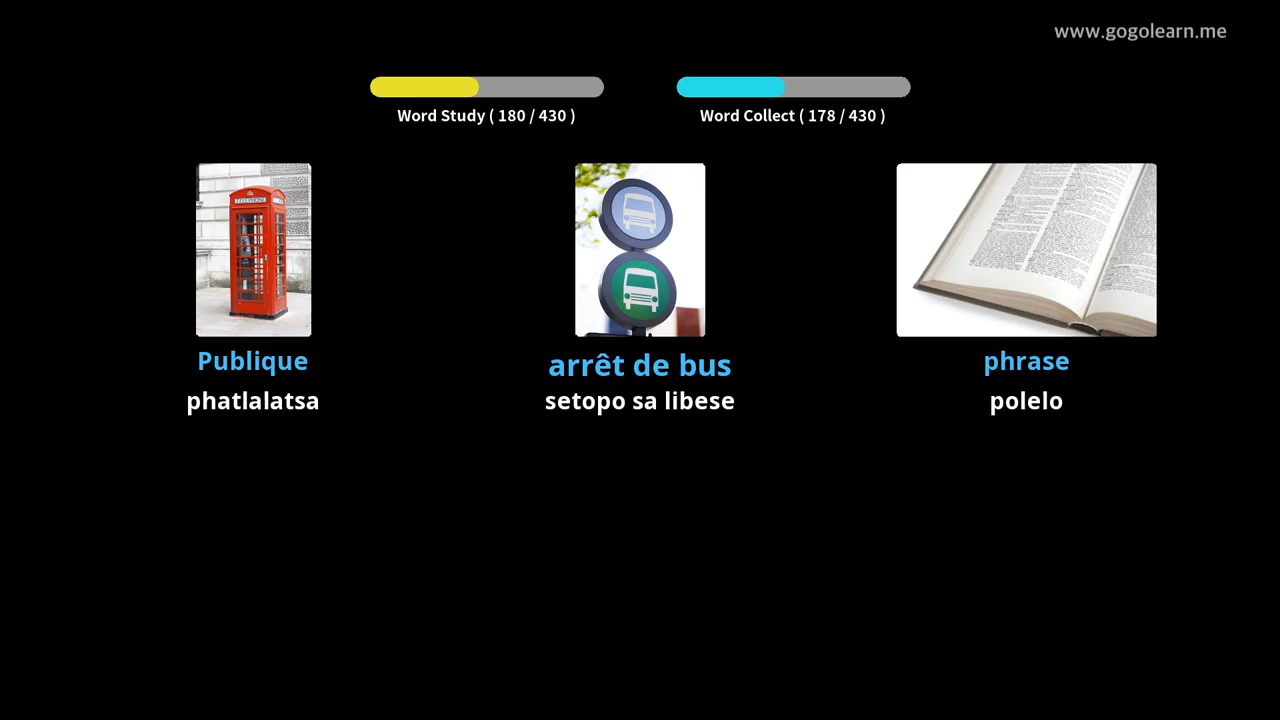 www.gogolearn.me
Word Study ( 180 / 430 )
Word Collect ( 178 / 430 )
TELEPHONE
Publique
arrêt de bus
phrase
phatlalatsa
setopo sa libese
polelo